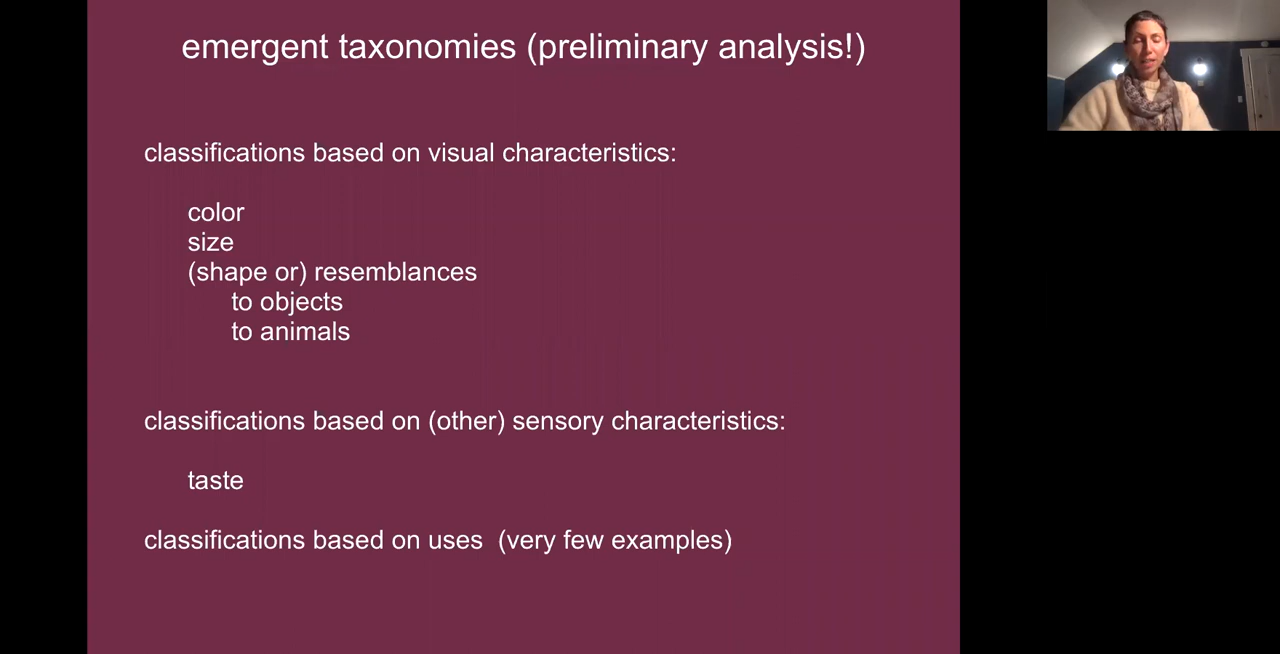 emergent taxonomies (preliminary analysis!)
classifications based on visual characteristics:
color
size
(shape or) resemblances
to objects
to animals
classifications based on (other) sensory characteristics:
taste
classifications based on uses  (very few examples)